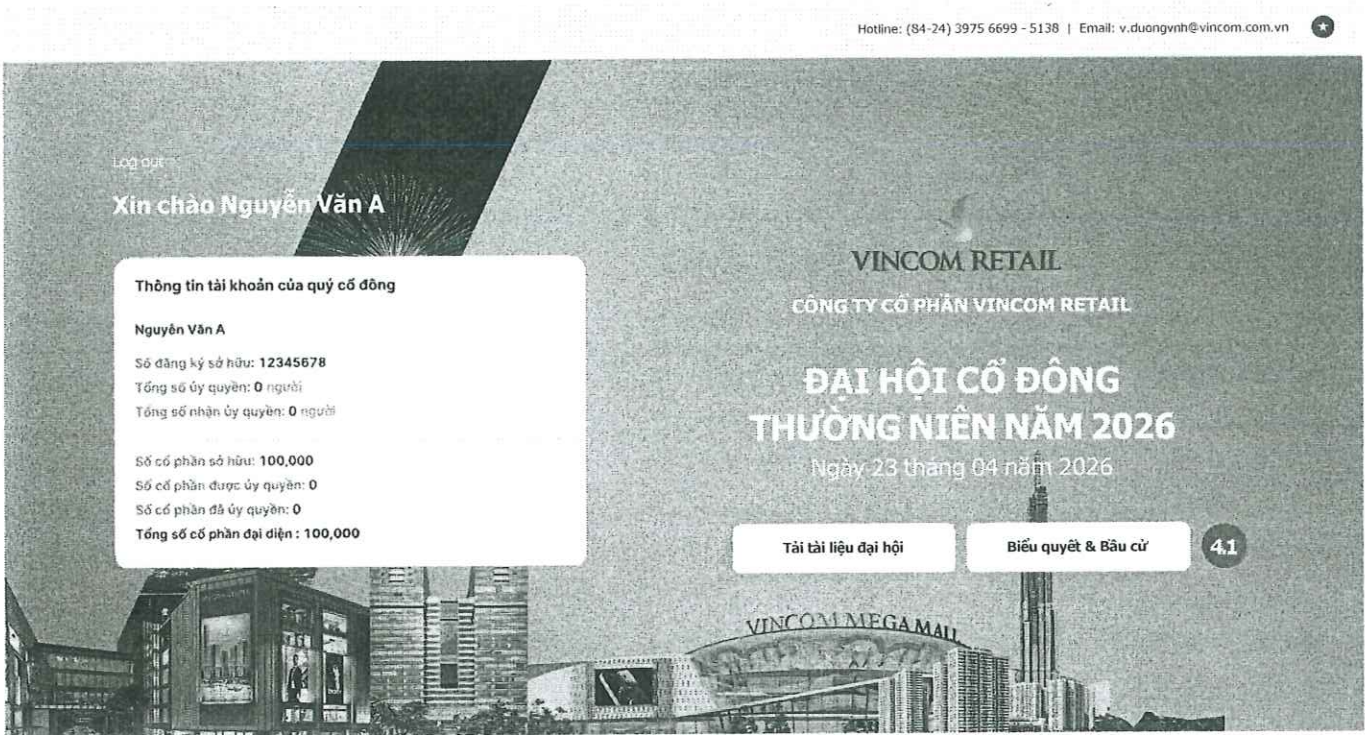 Hotline: (84-24) 3975 6699 - 5138 | Email: v.duongvnh@vincom.com.vn
Log out
Xin chào Nguyễn Văn A
Thông tin tài khoản của quý cổ đông
Nguyễn Văn A
Số đăng ký sở hữu: 12345678
Tổng số ủy quyền: 0 người
Tổng số nhận ủy quyền: 0 người
Số cổ phần sở hữu: 100,000
Số cổ phần được ủy quyền: 0
Số cổ phần đã ủy quyền: 0
Tổng số cổ phần đại diện : 100,000
VINCOM RETAIL
CÔNG TY CỔ PHẦN VINCOM RETAIL
ĐẠI HỘI CỔ ĐÔNG
THƯỜNG NIÊN NĂM 2026
Ngày 23 tháng 04 năm 2026
Tải tài liệu đại hội
Biểu quyết & Bầu cử
4.1
VINCOM MEGA MALL